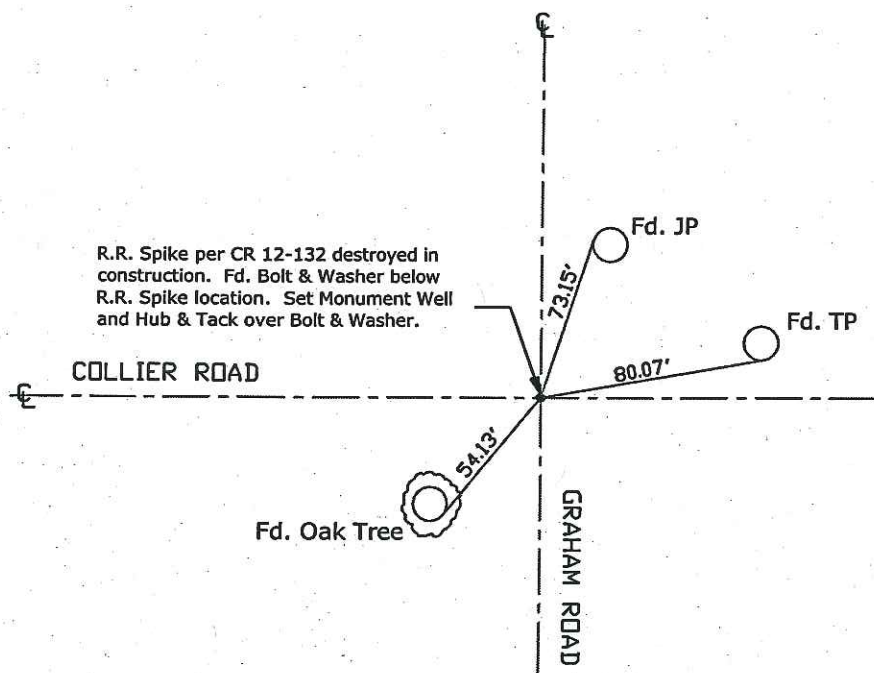 ℄
Fd. JP
R.R. Spike per CR 12-132 destroyed in
construction. Fd. Bolt & Washer below
R.R. Spike location. Set Monument Well
and Hub & Tack over Bolt & Washer.
73.15'
Fd. TP
80.07'
COLLIER ROAD
℄
54.13'
Fd. Oak Tree
GRAHAM ROAD